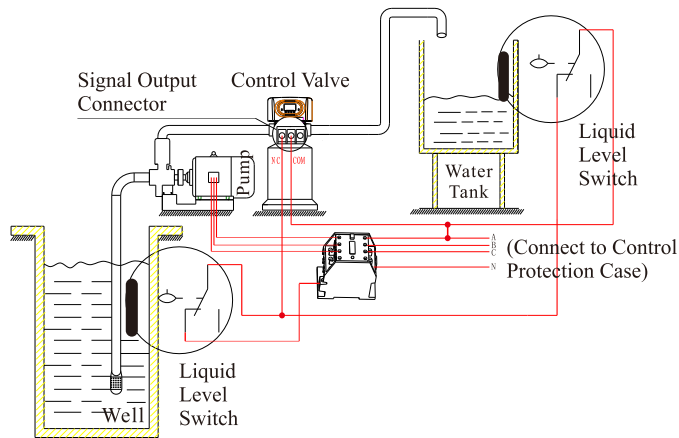 Signal Output
Connector
Control Valve
NC
COM
Pump
Water
Tank
Liquid
Level
Switch
A
B
C
N
(Connect to Control
Protection Case)
Liquid
Level
Switch
Well